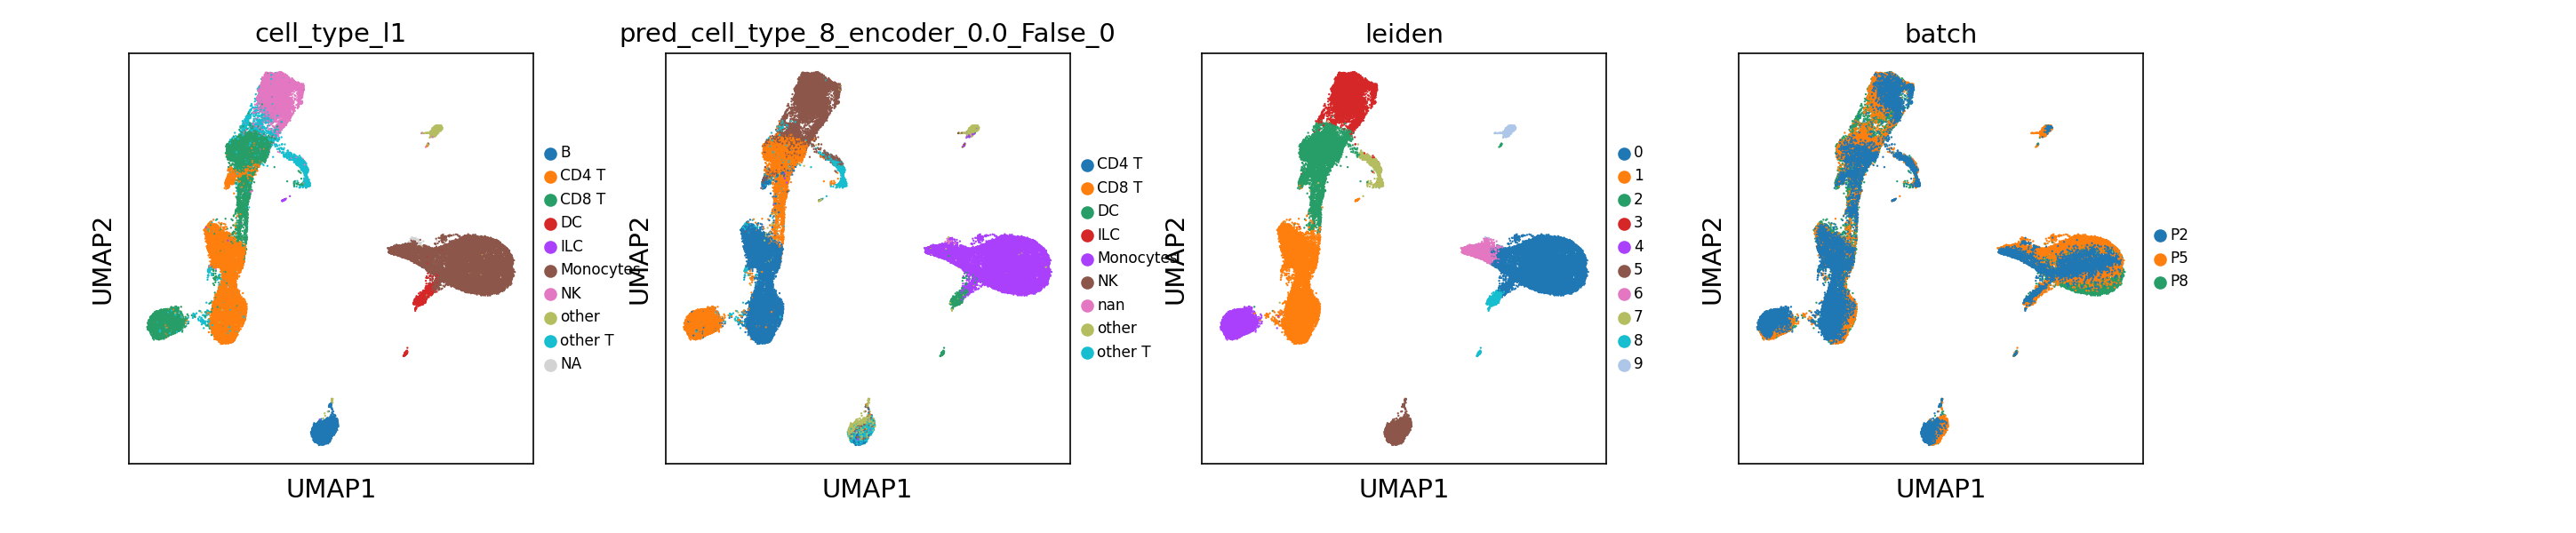 cell_type_l1
UMAP2
UMAP1
B
CD4 T
CD8 T
DC
ILC
Monocytes
NK
other
other T
NA
pred_cell_type_8_encoder_0.0_False_0
UMAP2
UMAP1
CD4 T
CD8 T
DC
ILC
Monocytes
NK
nan
other
other T
leiden
UMAP2
UMAP1
0
1
2
3
4
5
6
7
8
9
batch
UMAP2
UMAP1
P2
P5
P8